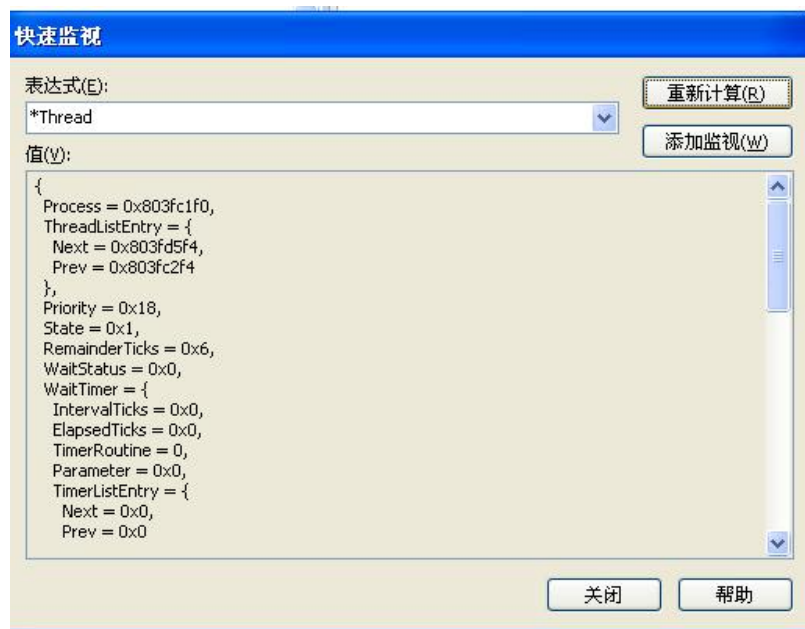 快速监视
表达式(E):
重新计算(R)
*Thread
添加监视(W)
值(V):
{
Process = 0x803fc1f0,
ThreadListEntry = {
Next = 0x803fd5f4,
Prev = 0x803fc2f4
},
Priority = 0x18,
State = 0x1,
RemainderTicks = 0x6,
WaitStatus = 0x0,
WaitTimer = {
IntervalTicks = 0x0,
ElapsedTicks = 0x0,
TimerRoutine = 0,
Parameter = 0x0,
TimerListEntry = {
Next = 0x0,
Prev = 0x0
关闭
帮助